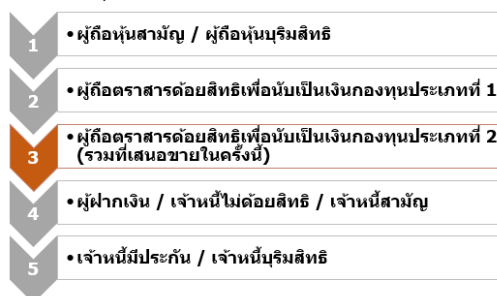 1
• ผู้ถือหุ้นสามัญ / ผู้ถือหุ้นบุริมสิทธิ
2
• ผู้ถือตราสารด้อยสิทธิเพื่อนับเป็นเงินกองทุนประเภทที่ 1
3
• ผู้ถือตราสารด้อยสิทธิเพื่อนับเป็นเงินกองทุนประเภทที่ 2
(รวมที่เสนอขายในครั้งนี้)
4
• ผู้ฝากเงิน / เจ้าหนี้ไม่ด้อยสิทธิ / เจ้าหนี้สามัญ
5
• เจ้าหนี้มีประกัน / เจ้าหนี้บุริมสิทธิ